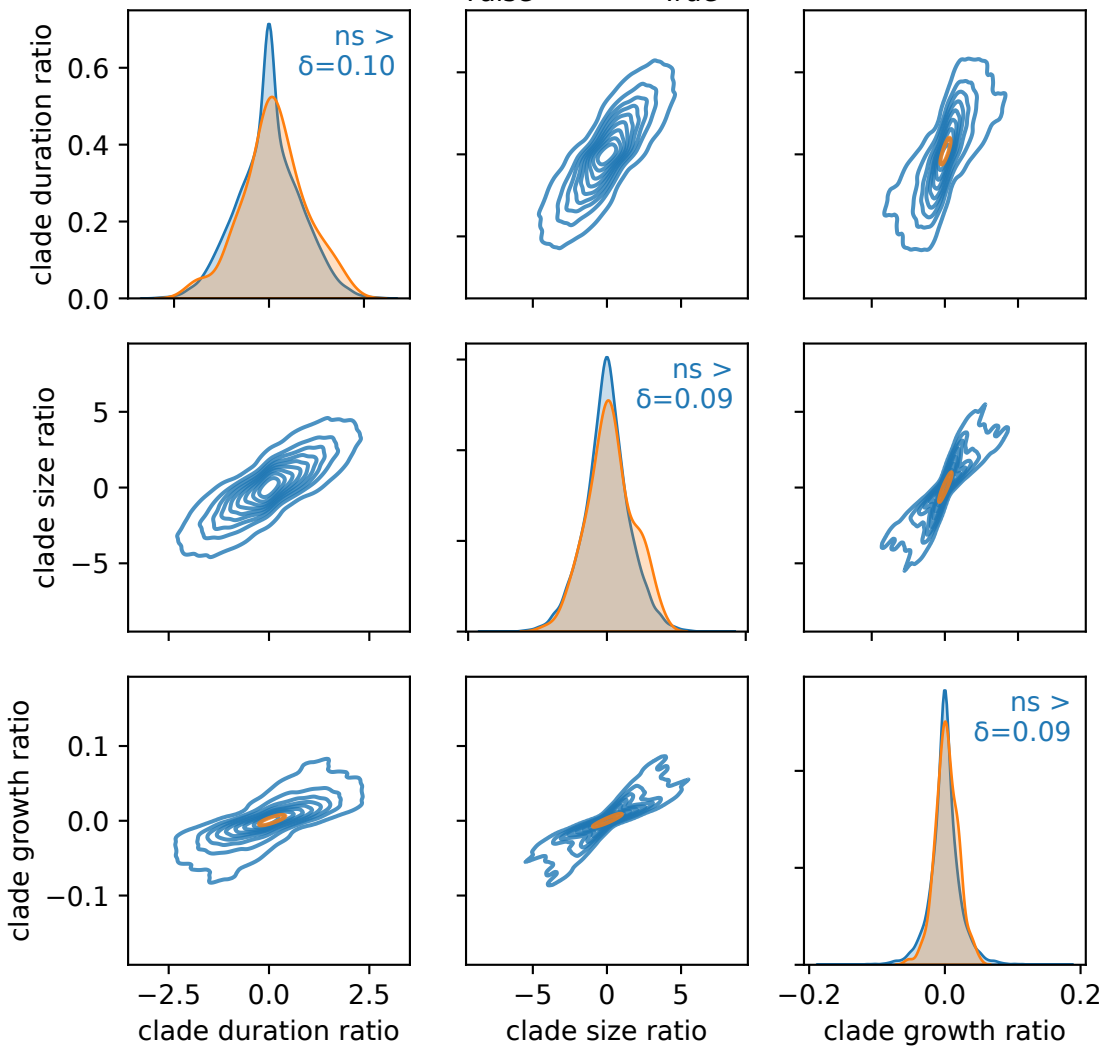 0.6
0.4
0.2
0.0
clade duration ratio
ns >
δ=0.10
5
0
−5
clade size ratio
ns >
δ=0.09
0.1
0.0
−0.1
clade growth ratio
ns >
δ=0.09
−2.5 0.0 2.5
−5 0 5
−0.2 0.0 0.2
clade duration ratio
clade size ratio
clade growth ratio